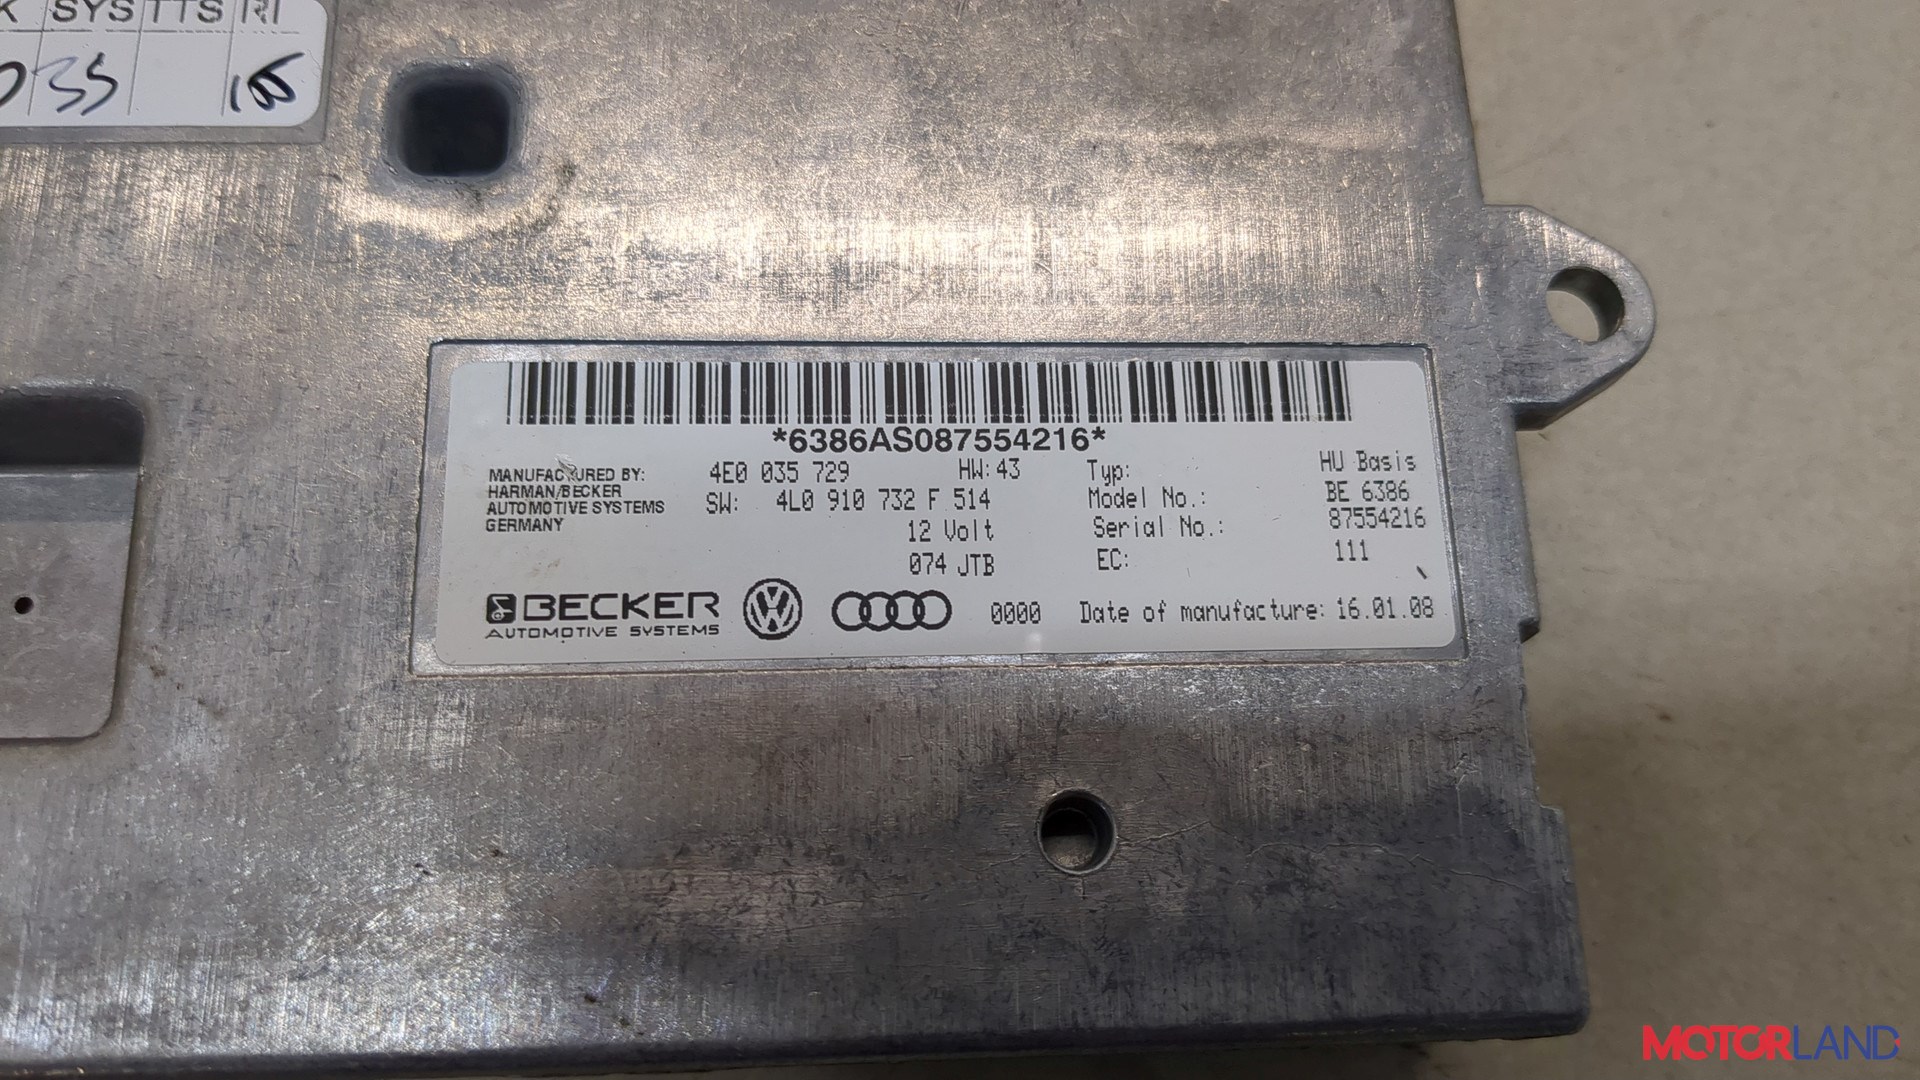 SYS TTS
035
*6386AS087554216*
MANUFACTURED BY:
HARMAN/BECKER
AUTOMOTIVE SYSTEMS
GERMANY
4E0 035 729 HW: 43
SW: 4L0 910 732 F 514
12 Volt
074 JTB
Typ: HU Basis
Model No.: BE 6386
Serial No.: 87554216
EC: 111
BECKER
AUTOMOTIVE SYSTEMS
0000 Date of manufacture: 16.01.08
MOTORLAND